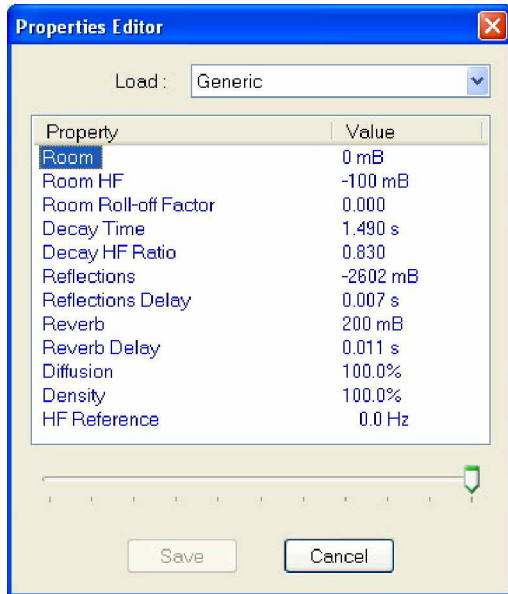 Properties Editor
Load : Generic
Property Value
Room 0 mB
Room HF -100 mB
Room Roll-off Factor 0.000
Decay Time 1.490 s
Decay HF Ratio 0.830
Reflections -2602 mB
Reflections Delay 0.007 s
Reverb 200 mB
Reverb Delay 0.011 s
Diffusion 100.0%
Density 100.0%
HF Reference 0.0 Hz
Save Cancel